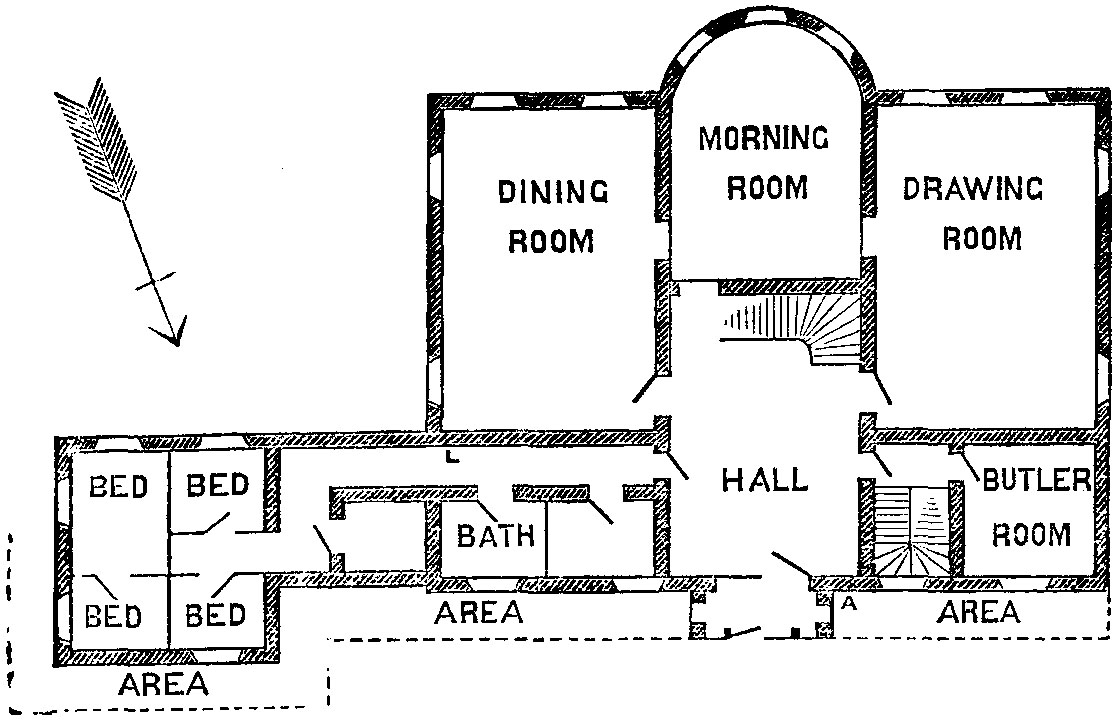 MORNING
ROOM
DINING
ROOM
DRAWING
ROOM
L
BED
BED
HALL
BUTLER
ROOM
BATH
BED
BED
AREA
A
AREA
AREA